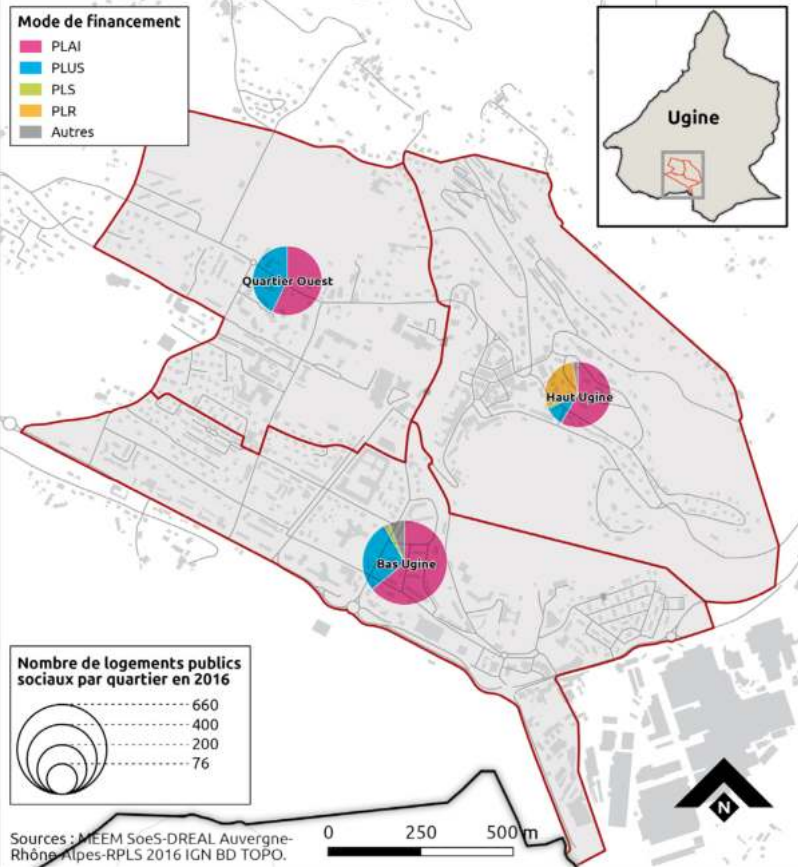 Mode de financement
PLAI
PLUS
PLS
PLR
Autres
Ugine
Quartier Ouest
Haut Ugine
Bas Ugine
Nombre de logements publics
sociaux par quartier en 2016
660
400
200
76
N
0 250 500 m
Sources : MEEM SoeS-DREAL Auvergne-
Rhône Alpes-RPLS 2016 IGN BD TOPO.